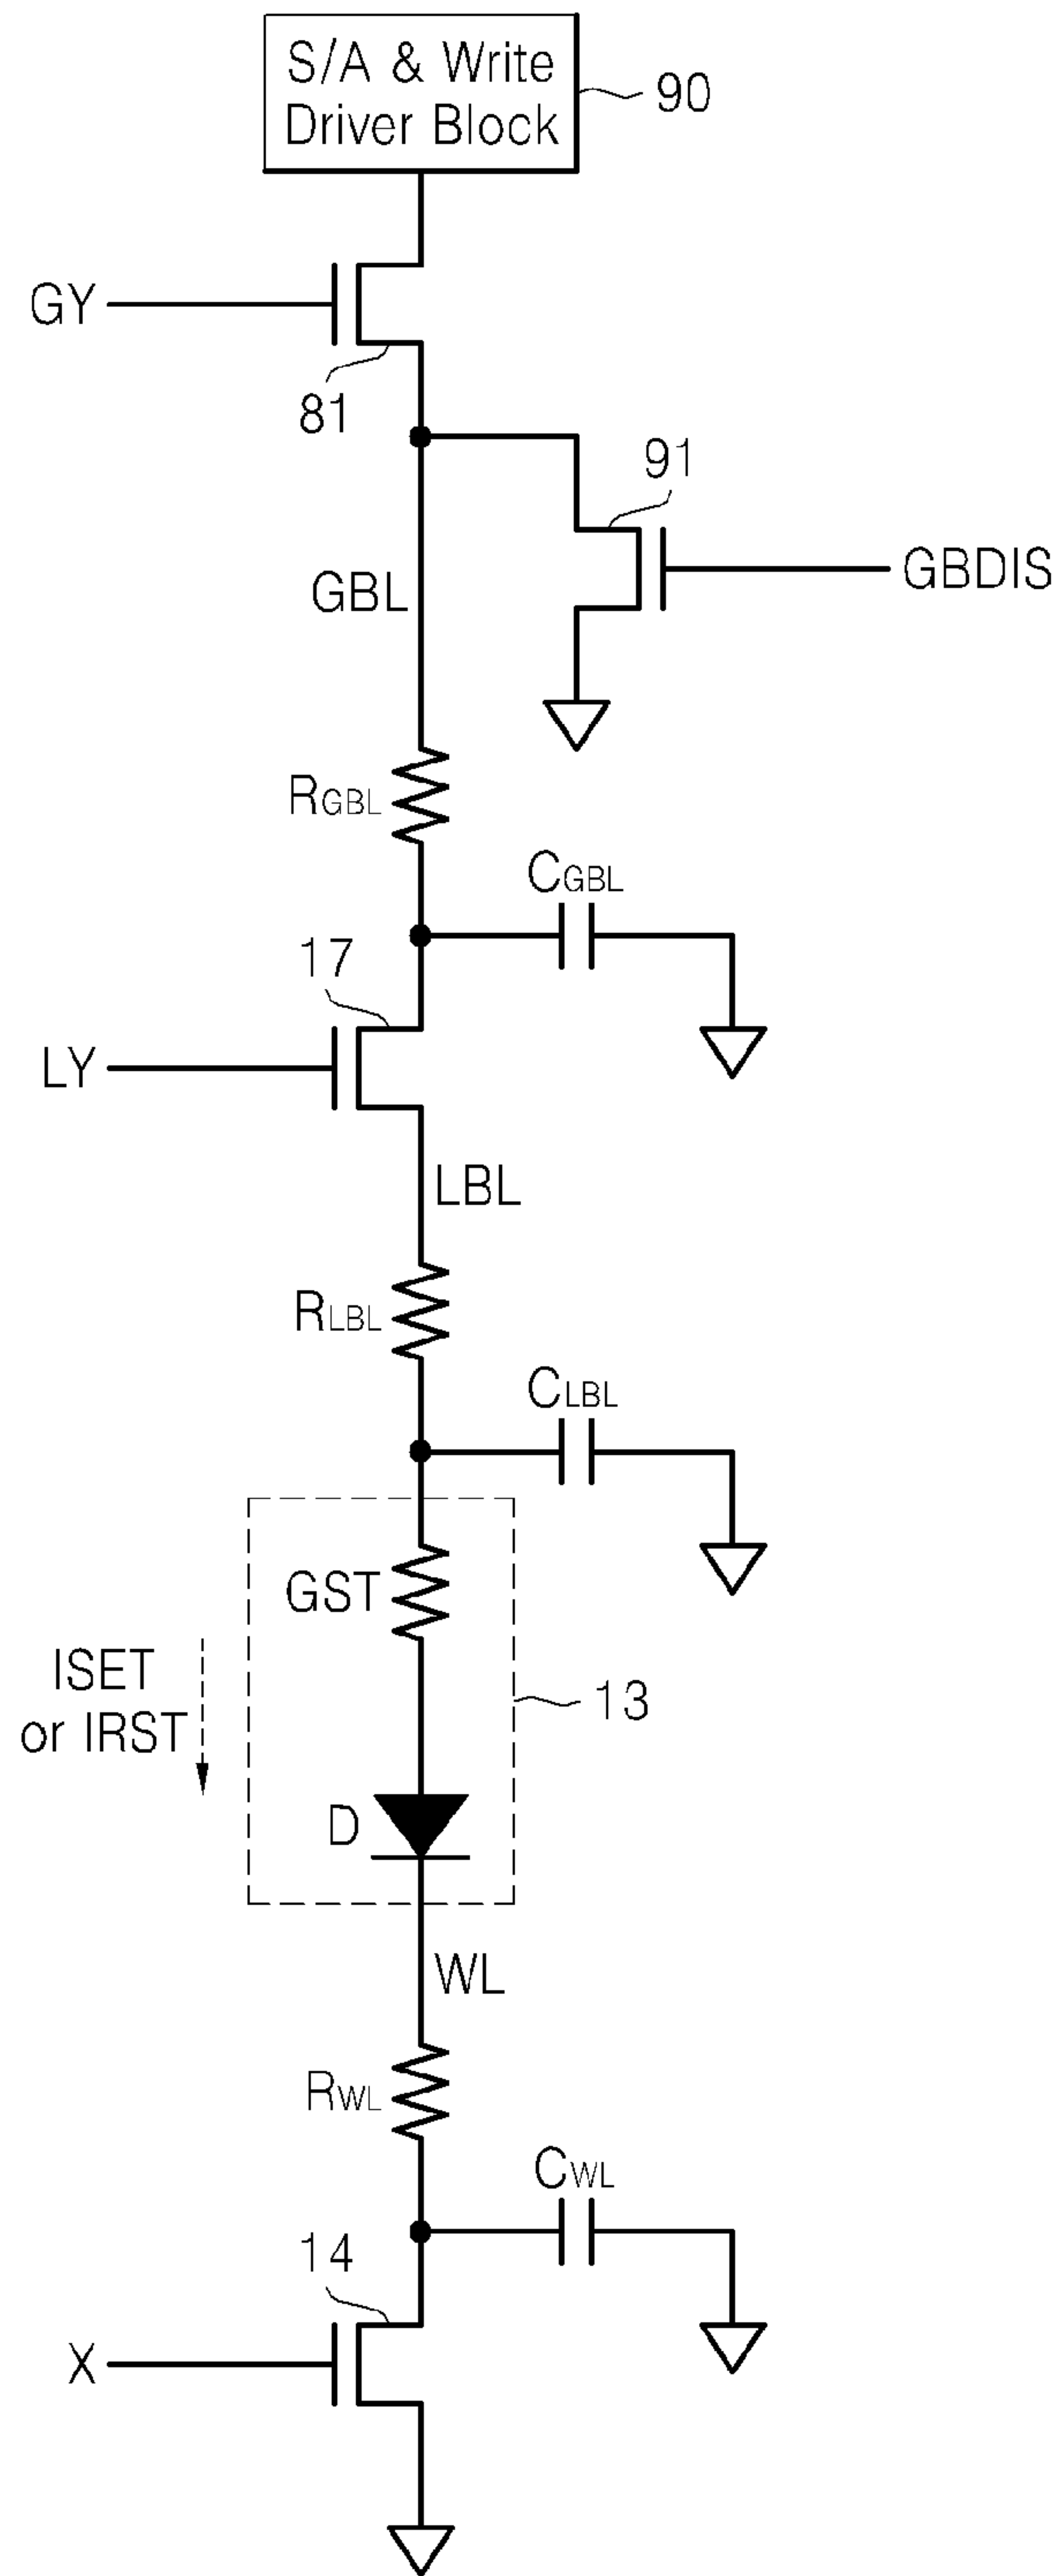 S/A & Write
Driver Block
90
GY
81
91
GBL
GBDIS
RGBL
CGBL
17
LY
LBL
RLBL
CLBL
GST
ISET
or IRST
13
D
WL
RWL
CWL
14
X